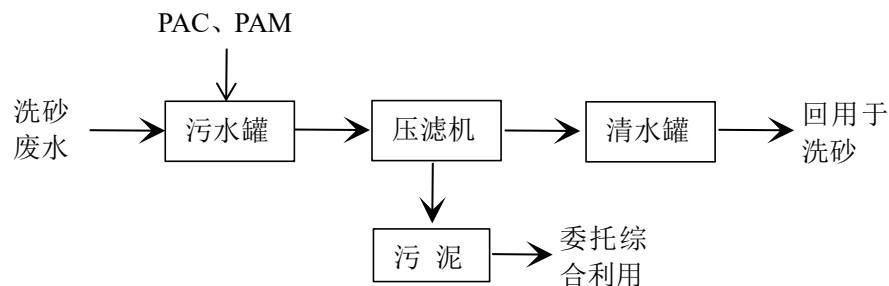 PAC、PAM
洗砂
废水
污水罐
压滤机
清水罐
回用于
洗砂
污 泥
委托综
合利用